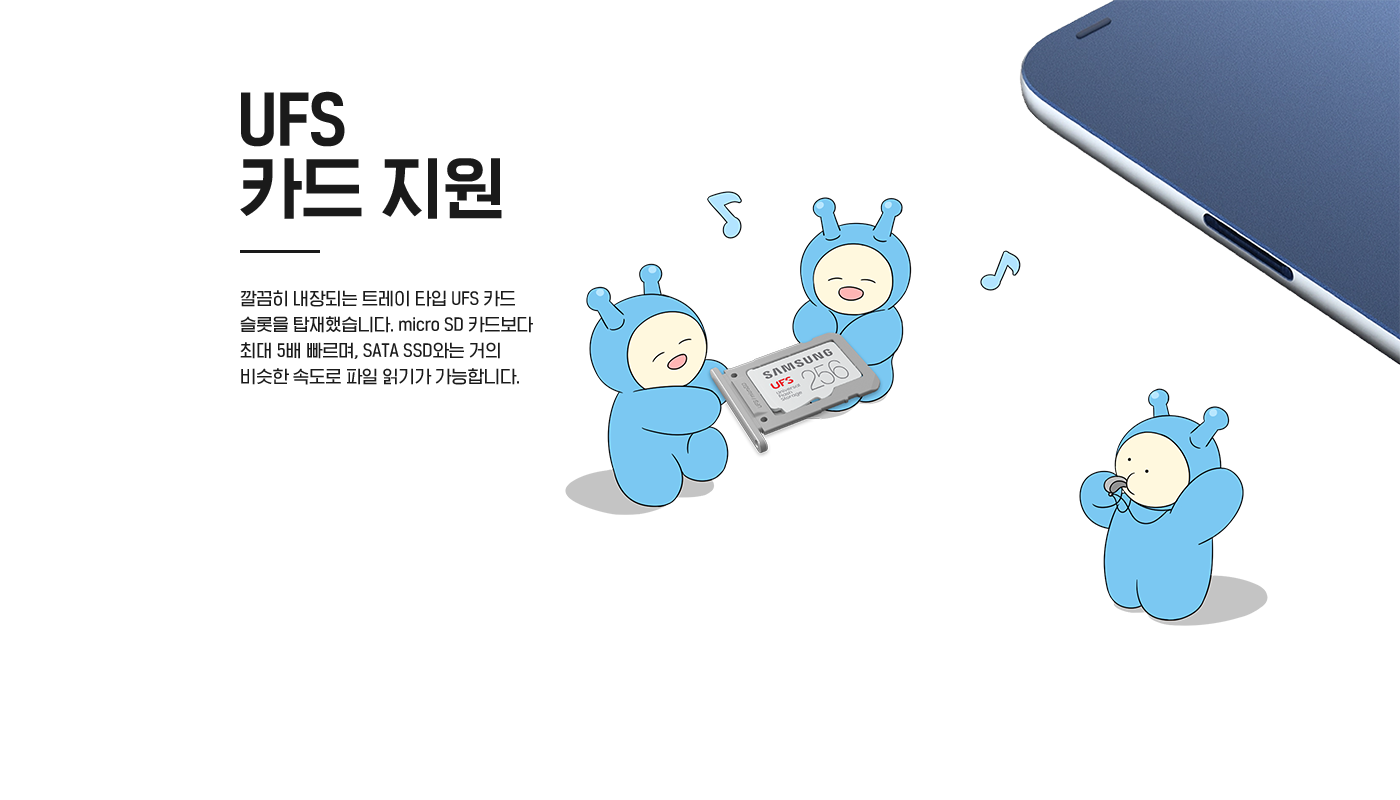 UFS
카드 지원
깔끔히 내장되는 트레이 타입 UFS 카드
슬롯을 탑재했습니다. micro SD 카드보다
최대 5배 빠르며, SATA SSD와는 거의
비슷한 속도로 파일 읽기가 가능합니다.
SAMSUNG
UFS 256
Universal
Flash
Storage